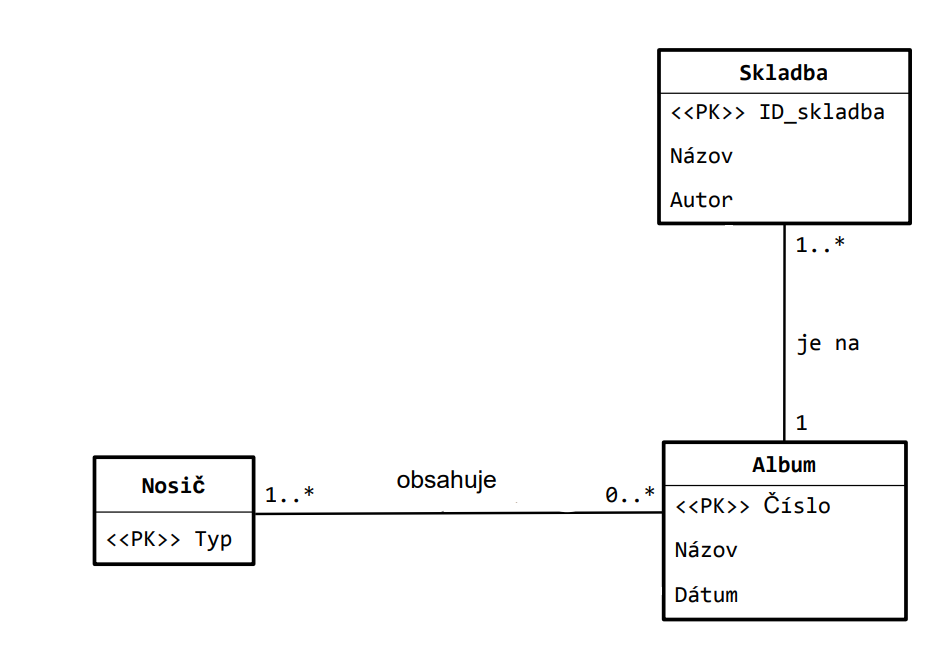 Skladba
<<PK>> ID_skladba
Názov
Autor
1..*
je na
1
Nosič
<<PK>> Typ
1..*
obsahuje
0..*
Album
<<PK>> Číslo
Názov
Dátum